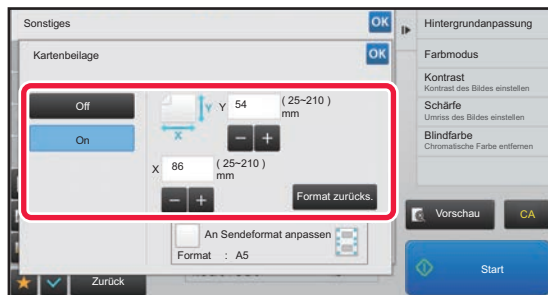 Sonstiges
OK
Kartenbeilage
OK
Off
On
Y 54 ( 25~210 )
mm
Y
X
X 86 ( 25~210 )
mm
Format zurücks.
An Sendeformat anpassen
Format : A5
Zurück
Hintergrundanpassung
Farbmodus
Kontrast
Kontrast des Bildes einstellen
Schärfe
Umriss des Bildes einstellen
Blindfarbe
Chromatische Farbe entfernen
Vorschau
CA
Start